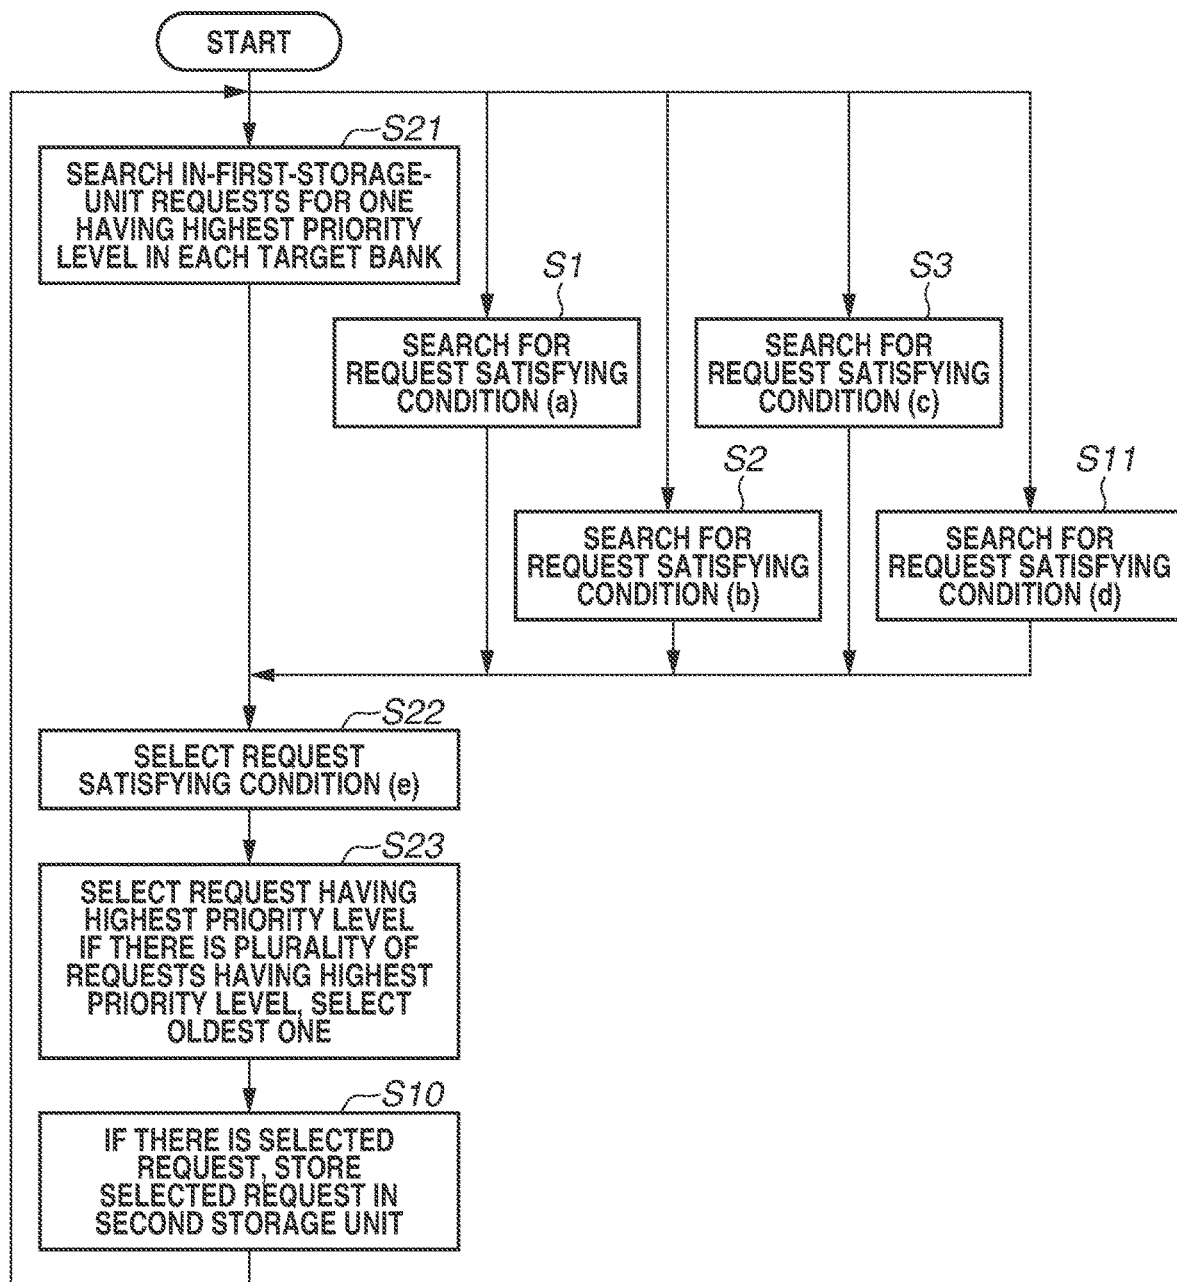 START
S21
SEARCH IN-FIRST-STORAGE-
UNIT REQUESTS FOR ONE
HAVING HIGHEST PRIORITY
LEVEL IN EACH TARGET BANK
S1
SEARCH FOR
REQUEST SATISFYING
CONDITION (a)
S3
SEARCH FOR
REQUEST SATISFYING
CONDITION (c)
S2
SEARCH FOR
REQUEST SATISFYING
CONDITION (b)
S11
SEARCH FOR
REQUEST SATISFYING
CONDITION (d)
S22
SELECT REQUEST
SATISFYING CONDITION (e)
S23
SELECT REQUEST HAVING
HIGHEST PRIORITY LEVEL
IF THERE IS PLURALITY OF
REQUESTS HAVING HIGHEST
PRIORITY LEVEL, SELECT
OLDEST ONE
S10
IF THERE IS SELECTED
REQUEST, STORE
SELECTED REQUEST IN
SECOND STORAGE UNIT